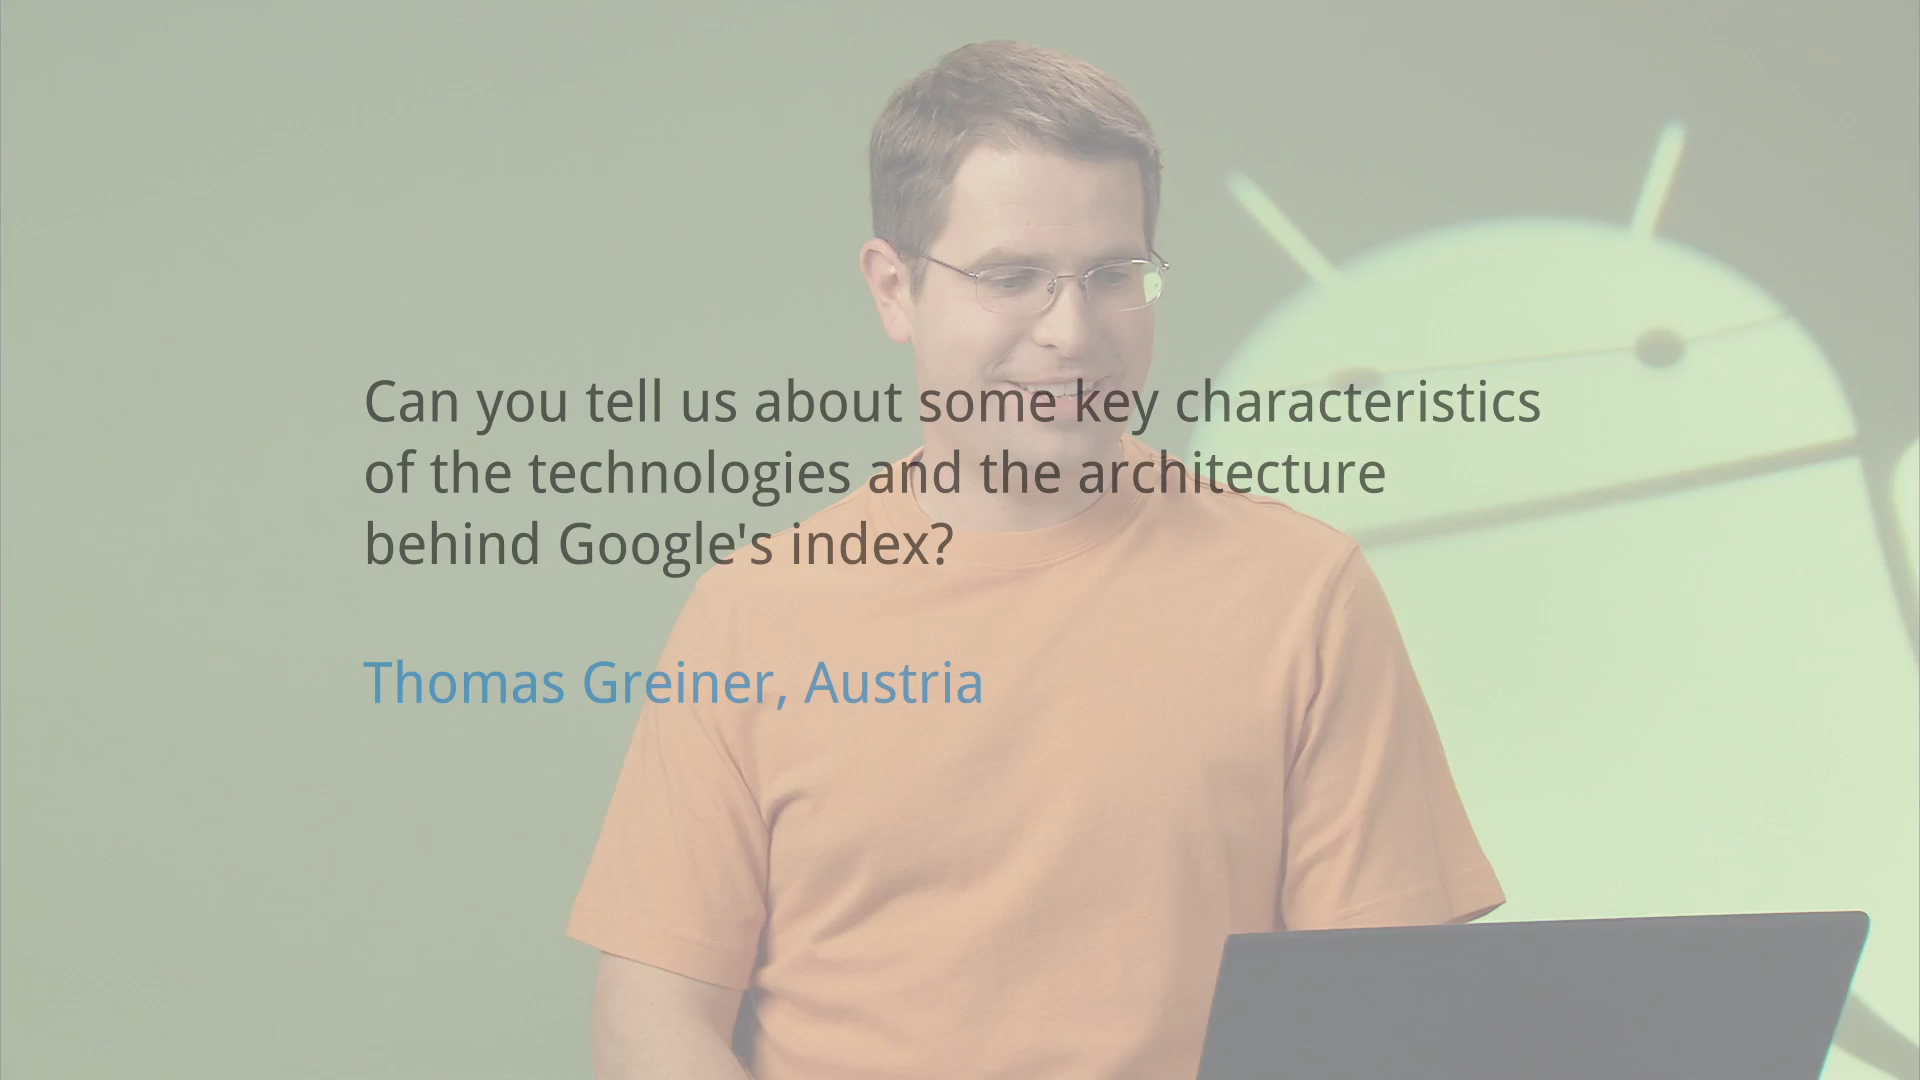 Can you tell us about some key characteristics
of the technologies and the architecture
behind Google's index?
Thomas Greiner, Austria